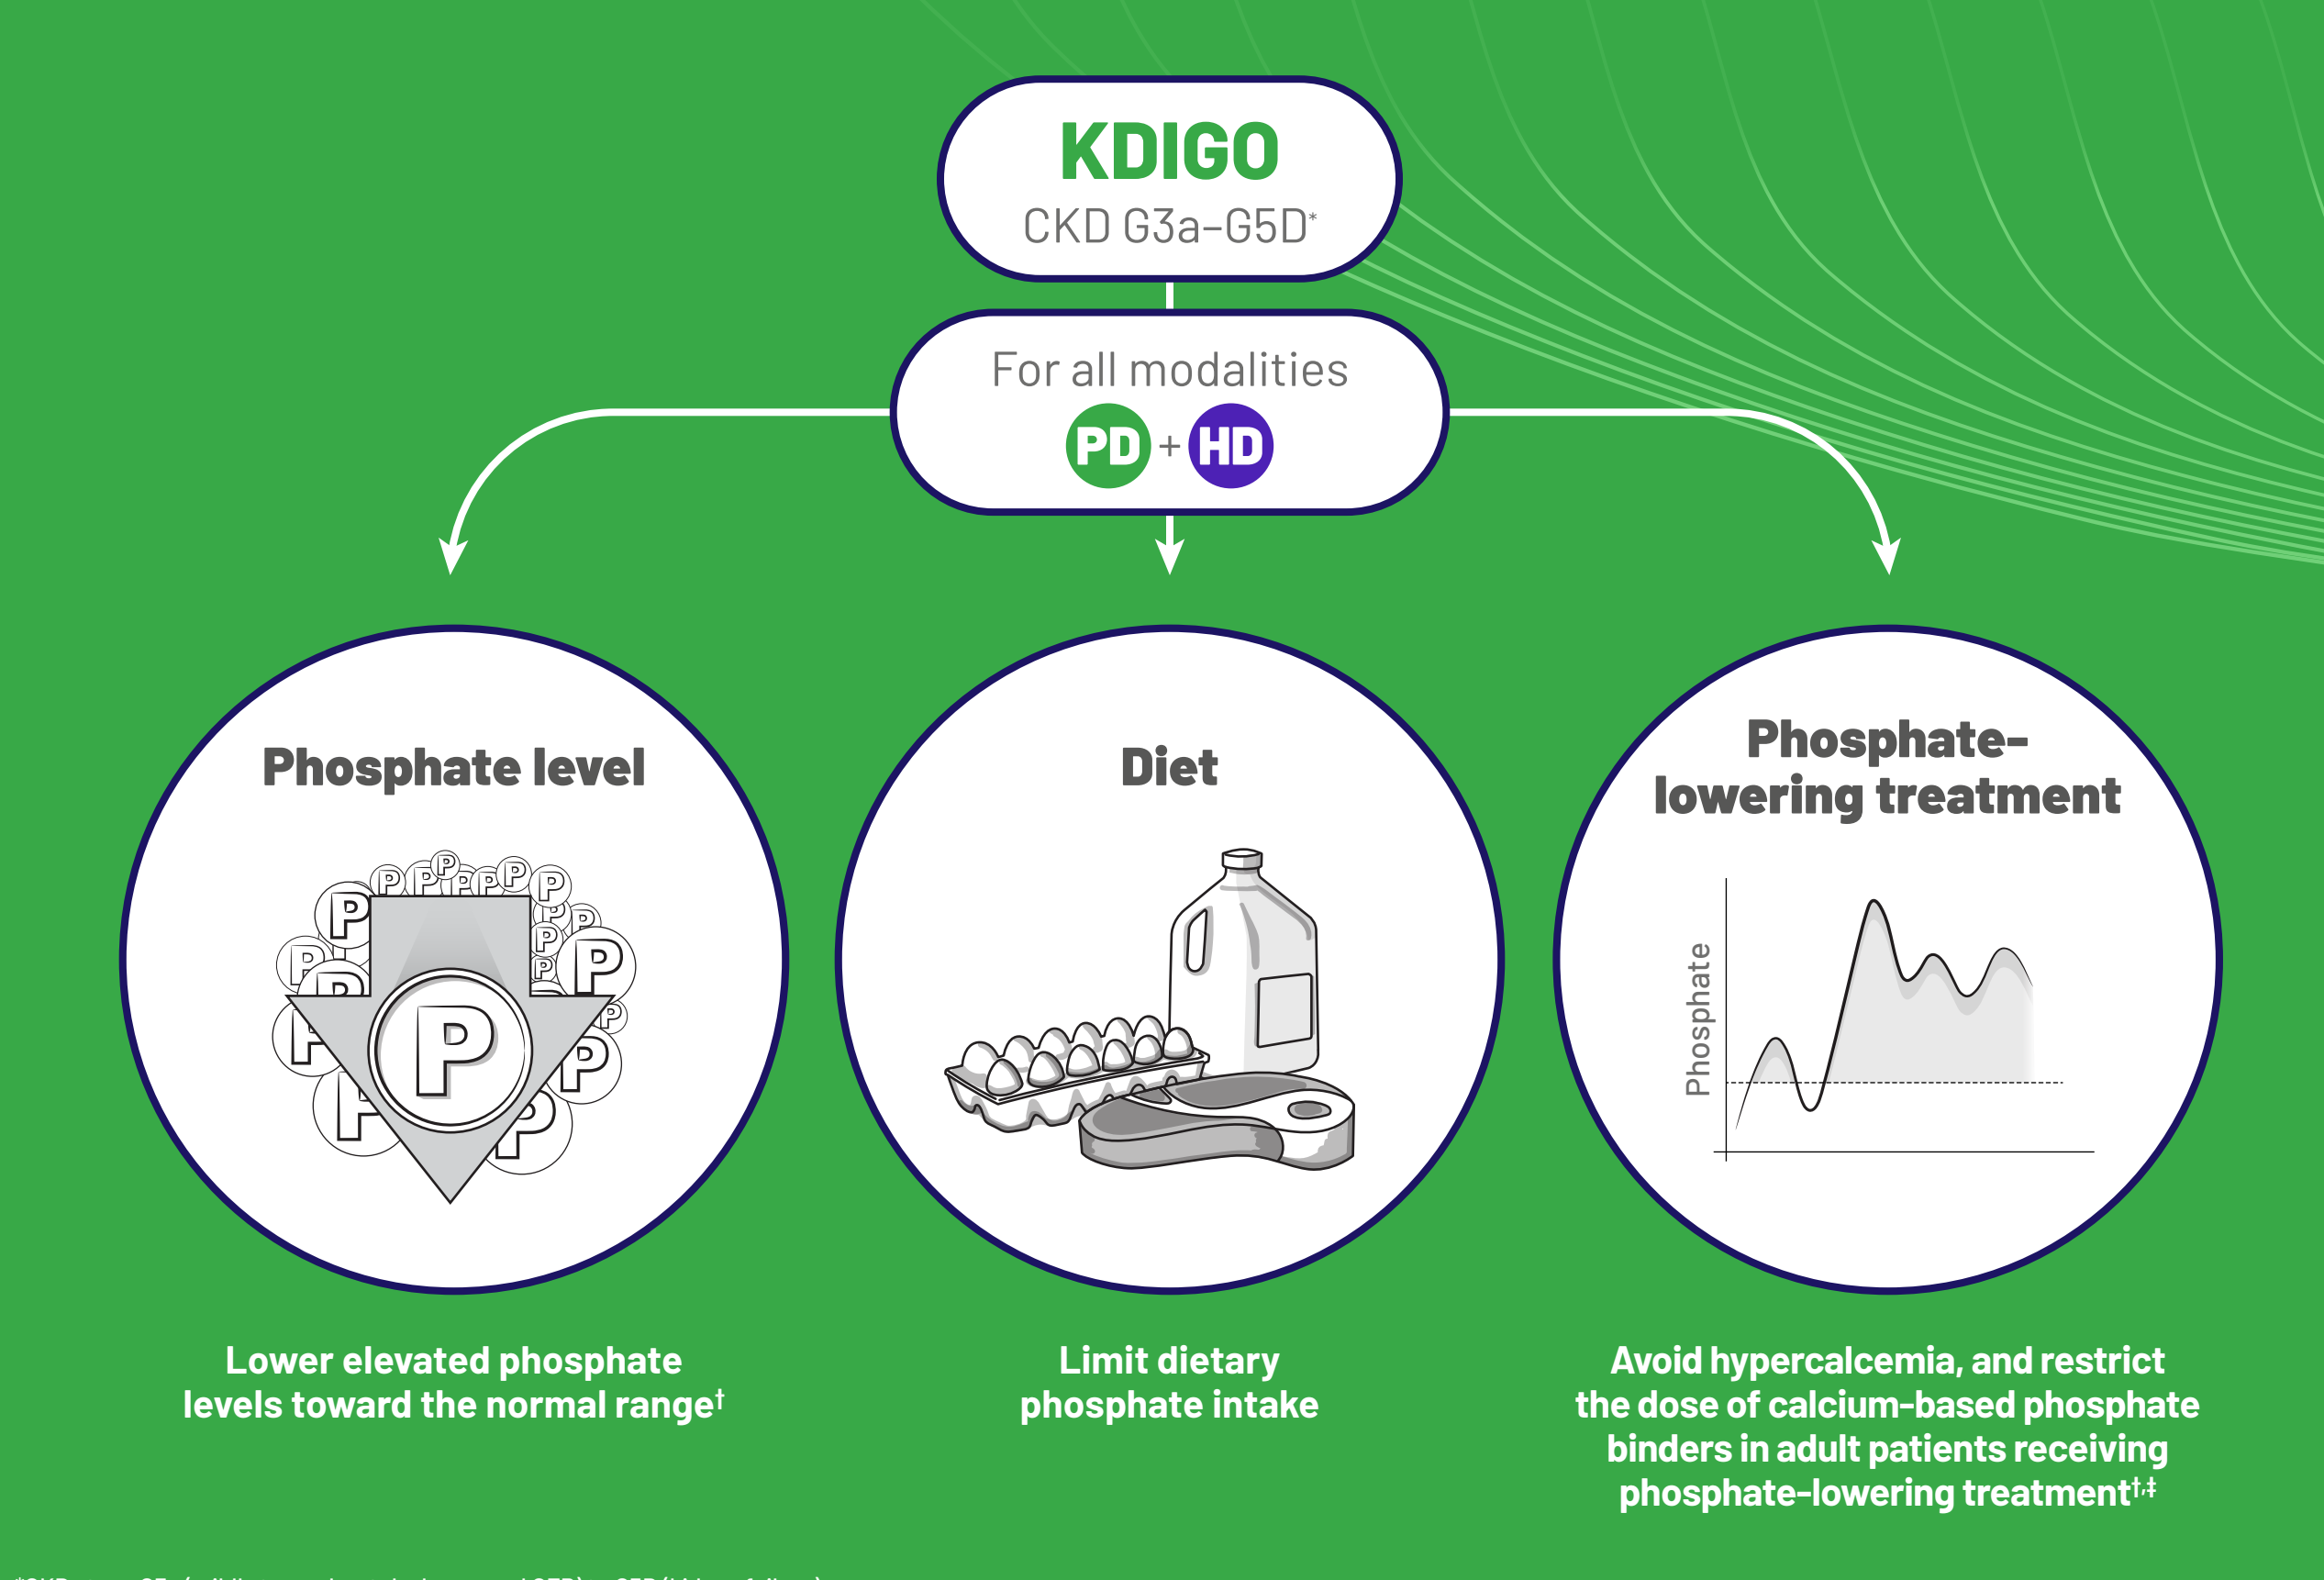 KDIGO
CKD G3a–G5D*
For all modalities
PD + HD
Phosphate level
P P P P P P P
P P P
P P P
P P
P P
P P P
P P
Diet
Phosphate-
lowering treatment
Phosphate
Lower elevated phosphate
levels toward the normal range†
Limit dietary
phosphate intake
Avoid hypercalcemia, and restrict
the dose of calcium-based phosphate
binders in adult patients receiving
phosphate-lowering treatment†,‡